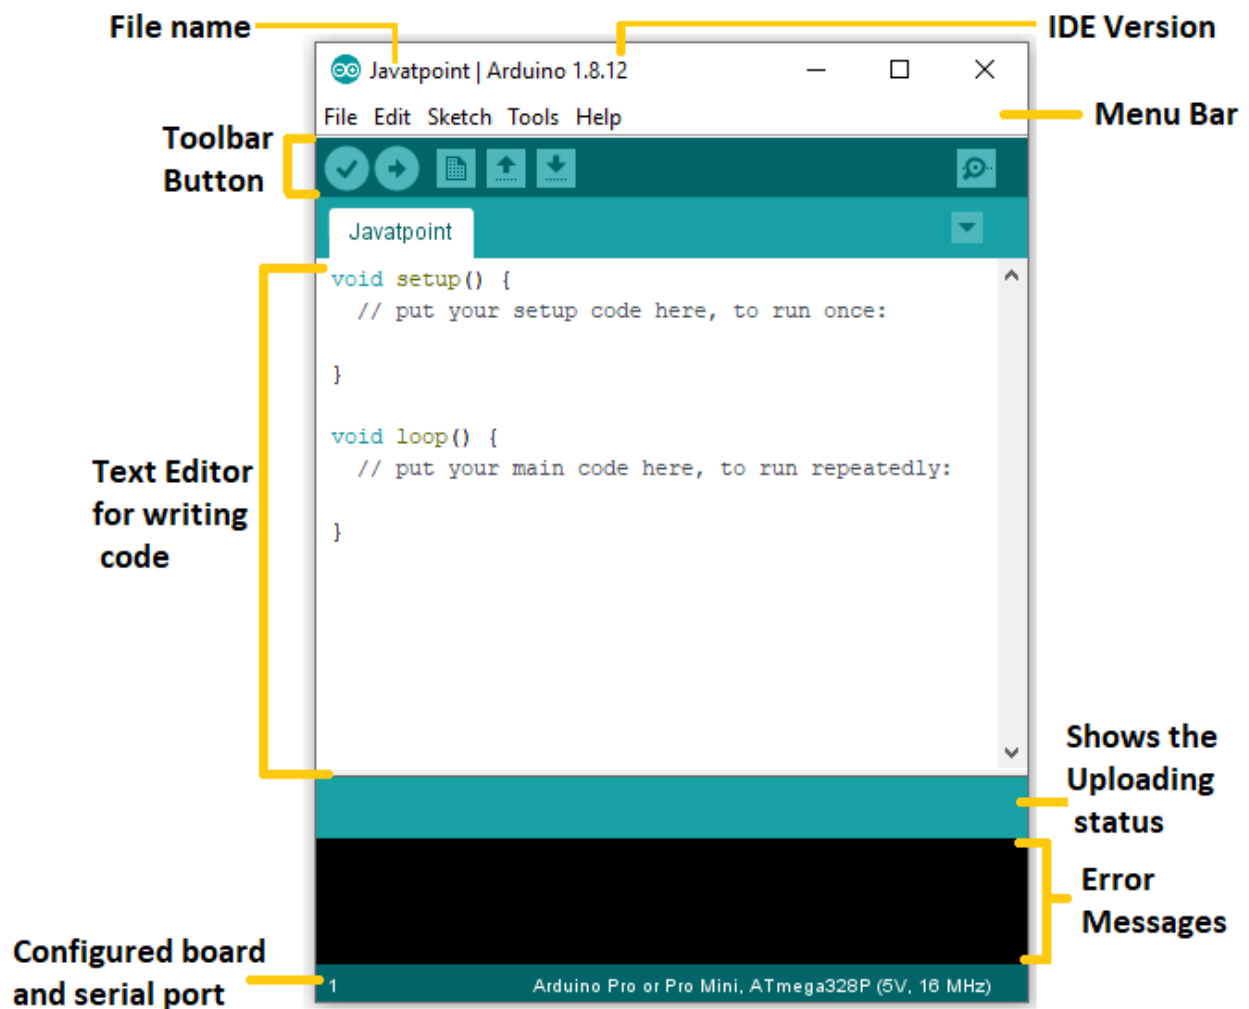 File name
IDE Version
Javatpoint | Arduino 1.8.12
File Edit Sketch Tools Help
Menu Bar
Toolbar
Button
Javatpoint
void setup() {
// put your setup code here, to run once:
}
void loop() {
// put your main code here, to run repeatedly:
}
Text Editor
for writing
code
Shows the
Uploading
status
Error
Messages
Configured board
and serial port
1
Arduino Pro or Pro Mini, ATmega328P (5V, 16 MHz)